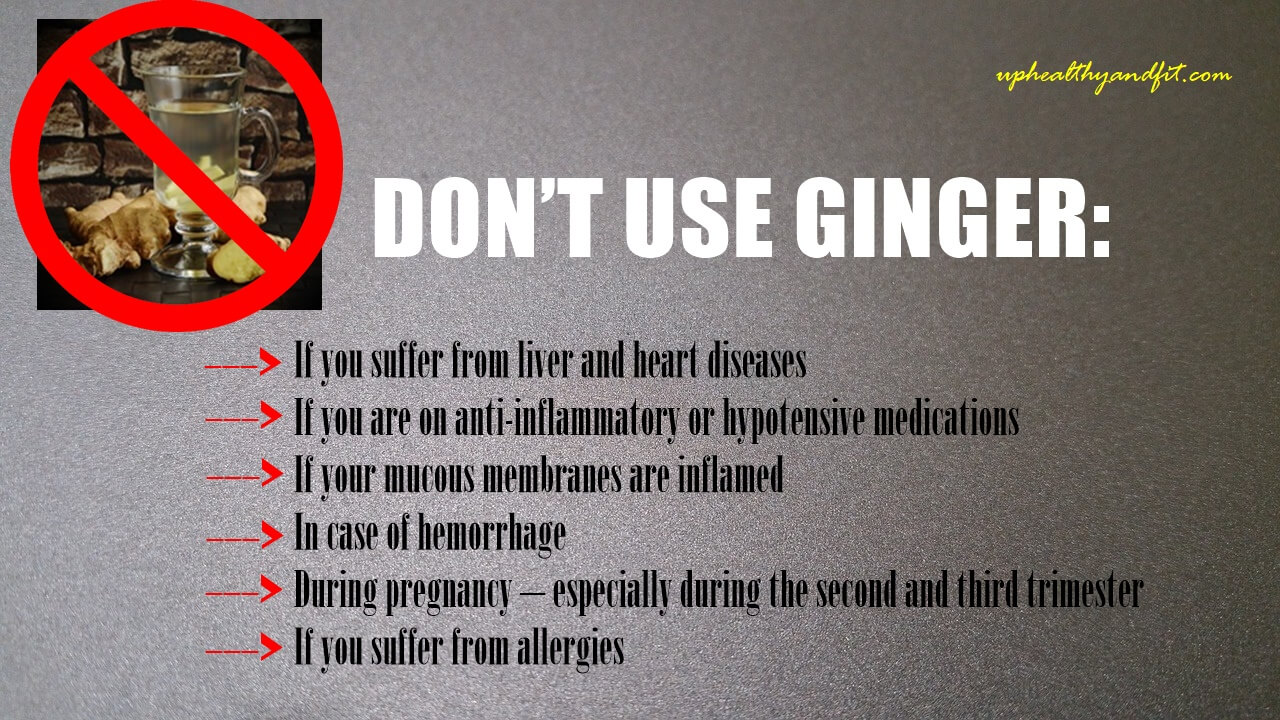 uphealthyandfit.com
DON’T USE GINGER:
If you suffer from liver and heart diseases
If you are on anti-inflammatory or hypotensive medications
If your mucous membranes are inflamed
In case of hemorrhage
During pregnancy – especially during the second and third trimester
If you suffer from allergies